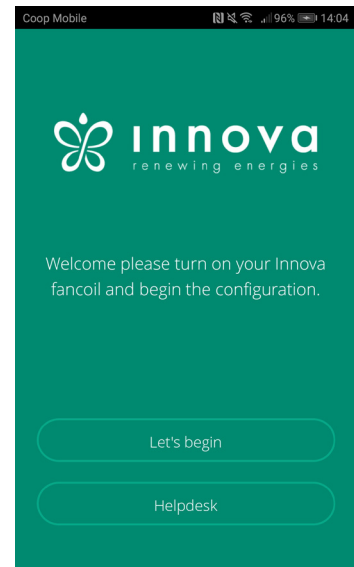 Coop Mobile 96% 14:04
innova
renewing energies
Welcome please turn on your Innova
fancoil and begin the configuration.
Let's begin
Helpdesk